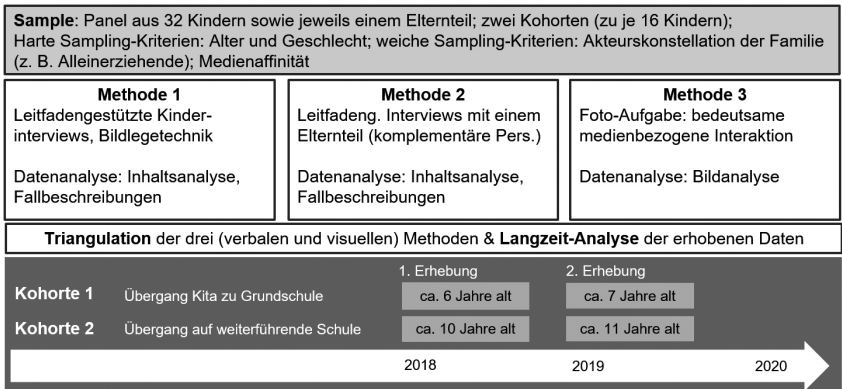 Sample: Panel aus 32 Kindern sowie jeweils einem Elternteil; zwei Kohorten (zu je 16 Kindern);
Harte Sampling-Kriterien: Alter und Geschlecht; weiche Sampling-Kriterien: Akteurskonstellation der Familie
(z. B. Alleinerziehende); Medienaffinität
Methode 1
Leitfadengestützte Kinder-
interviews, Bildlegetechnik
Datenanalyse: Inhaltsanalyse,
Fallbeschreibungen
Methode 2
Leitfadeng. Interviews mit einem
Elternteil (komplementäre Pers.)
Datenanalyse: Inhaltsanalyse,
Fallbeschreibungen
Methode 3
Foto-Aufgabe: bedeutsame
medienbezogene Interaktion
Datenanalyse: Bildanalyse
Triangulation der drei (verbalen und visuellen) Methoden & Langzeit-Analyse der erhobenen Daten
1. Erhebung 2. Erhebung
Kohorte 1 Übergang Kita zu Grundschule ca. 6 Jahre alt ca. 7 Jahre alt
Kohorte 2 Übergang auf weiterführende Schule ca. 10 Jahre alt ca. 11 Jahre alt
2018 2019 2020